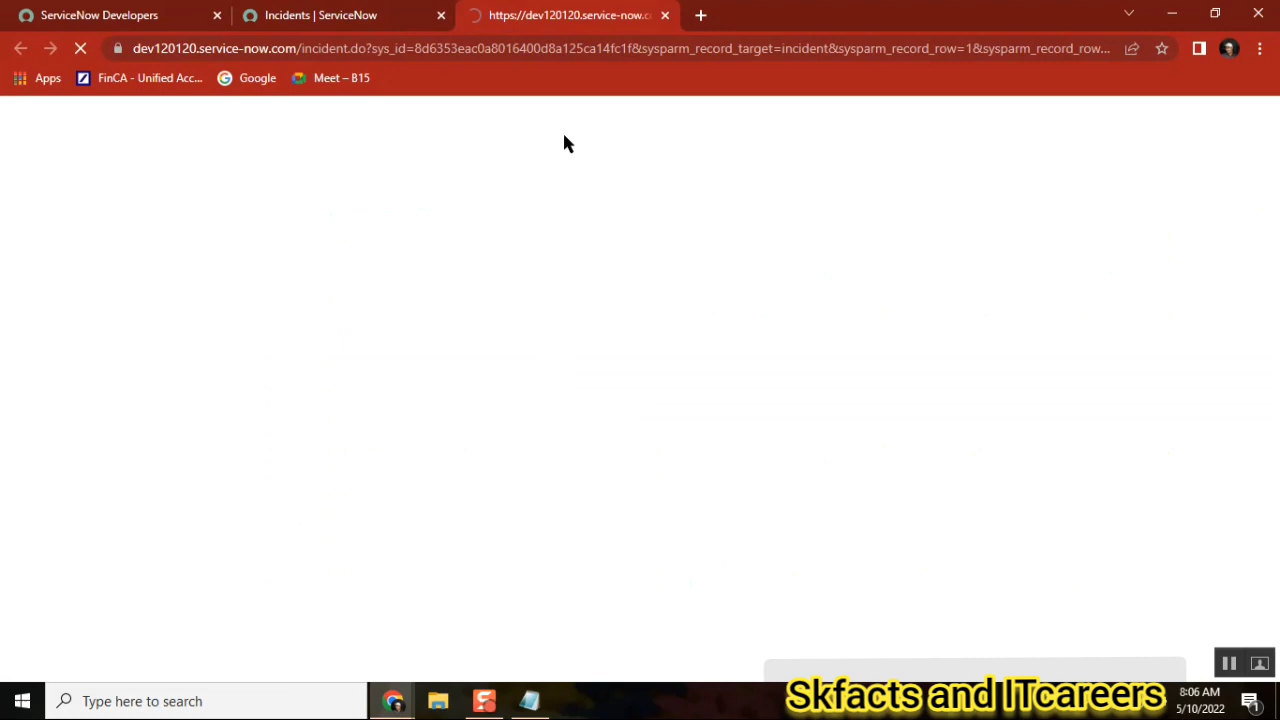 ServiceNow Developers
Incidents | ServiceNow
https://dev120120.service-now.c
dev120120.service-now.com/incident.do?sys_id=8d6353eac0a8016400d8a125ca14fc1f&sysparm_record_target=incident&sysparm_record_row=1&sysparm_record_row...
Apps
FinCA - Unified Acc...
Google
Meet – B15
Type here to search
Skfacts and ITcareers
8:06 AM
5/10/2022
1